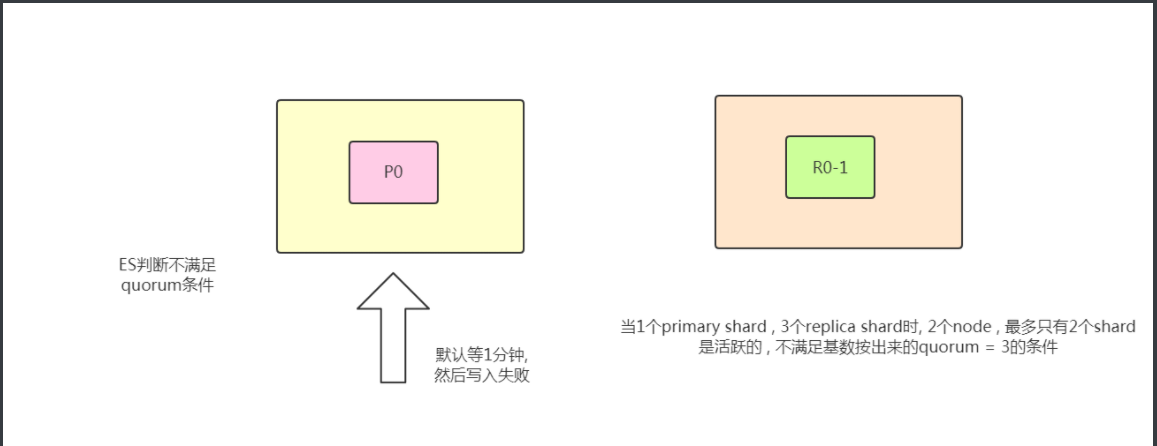 P0
R0-1
ES判断不满足
quorum条件
默认等1分钟,
然后写入失败
当1个primary shard , 3个replica shard时, 2个node , 最多只有2个shard
是活跃的 , 不满足基数按出来的quorum = 3的条件